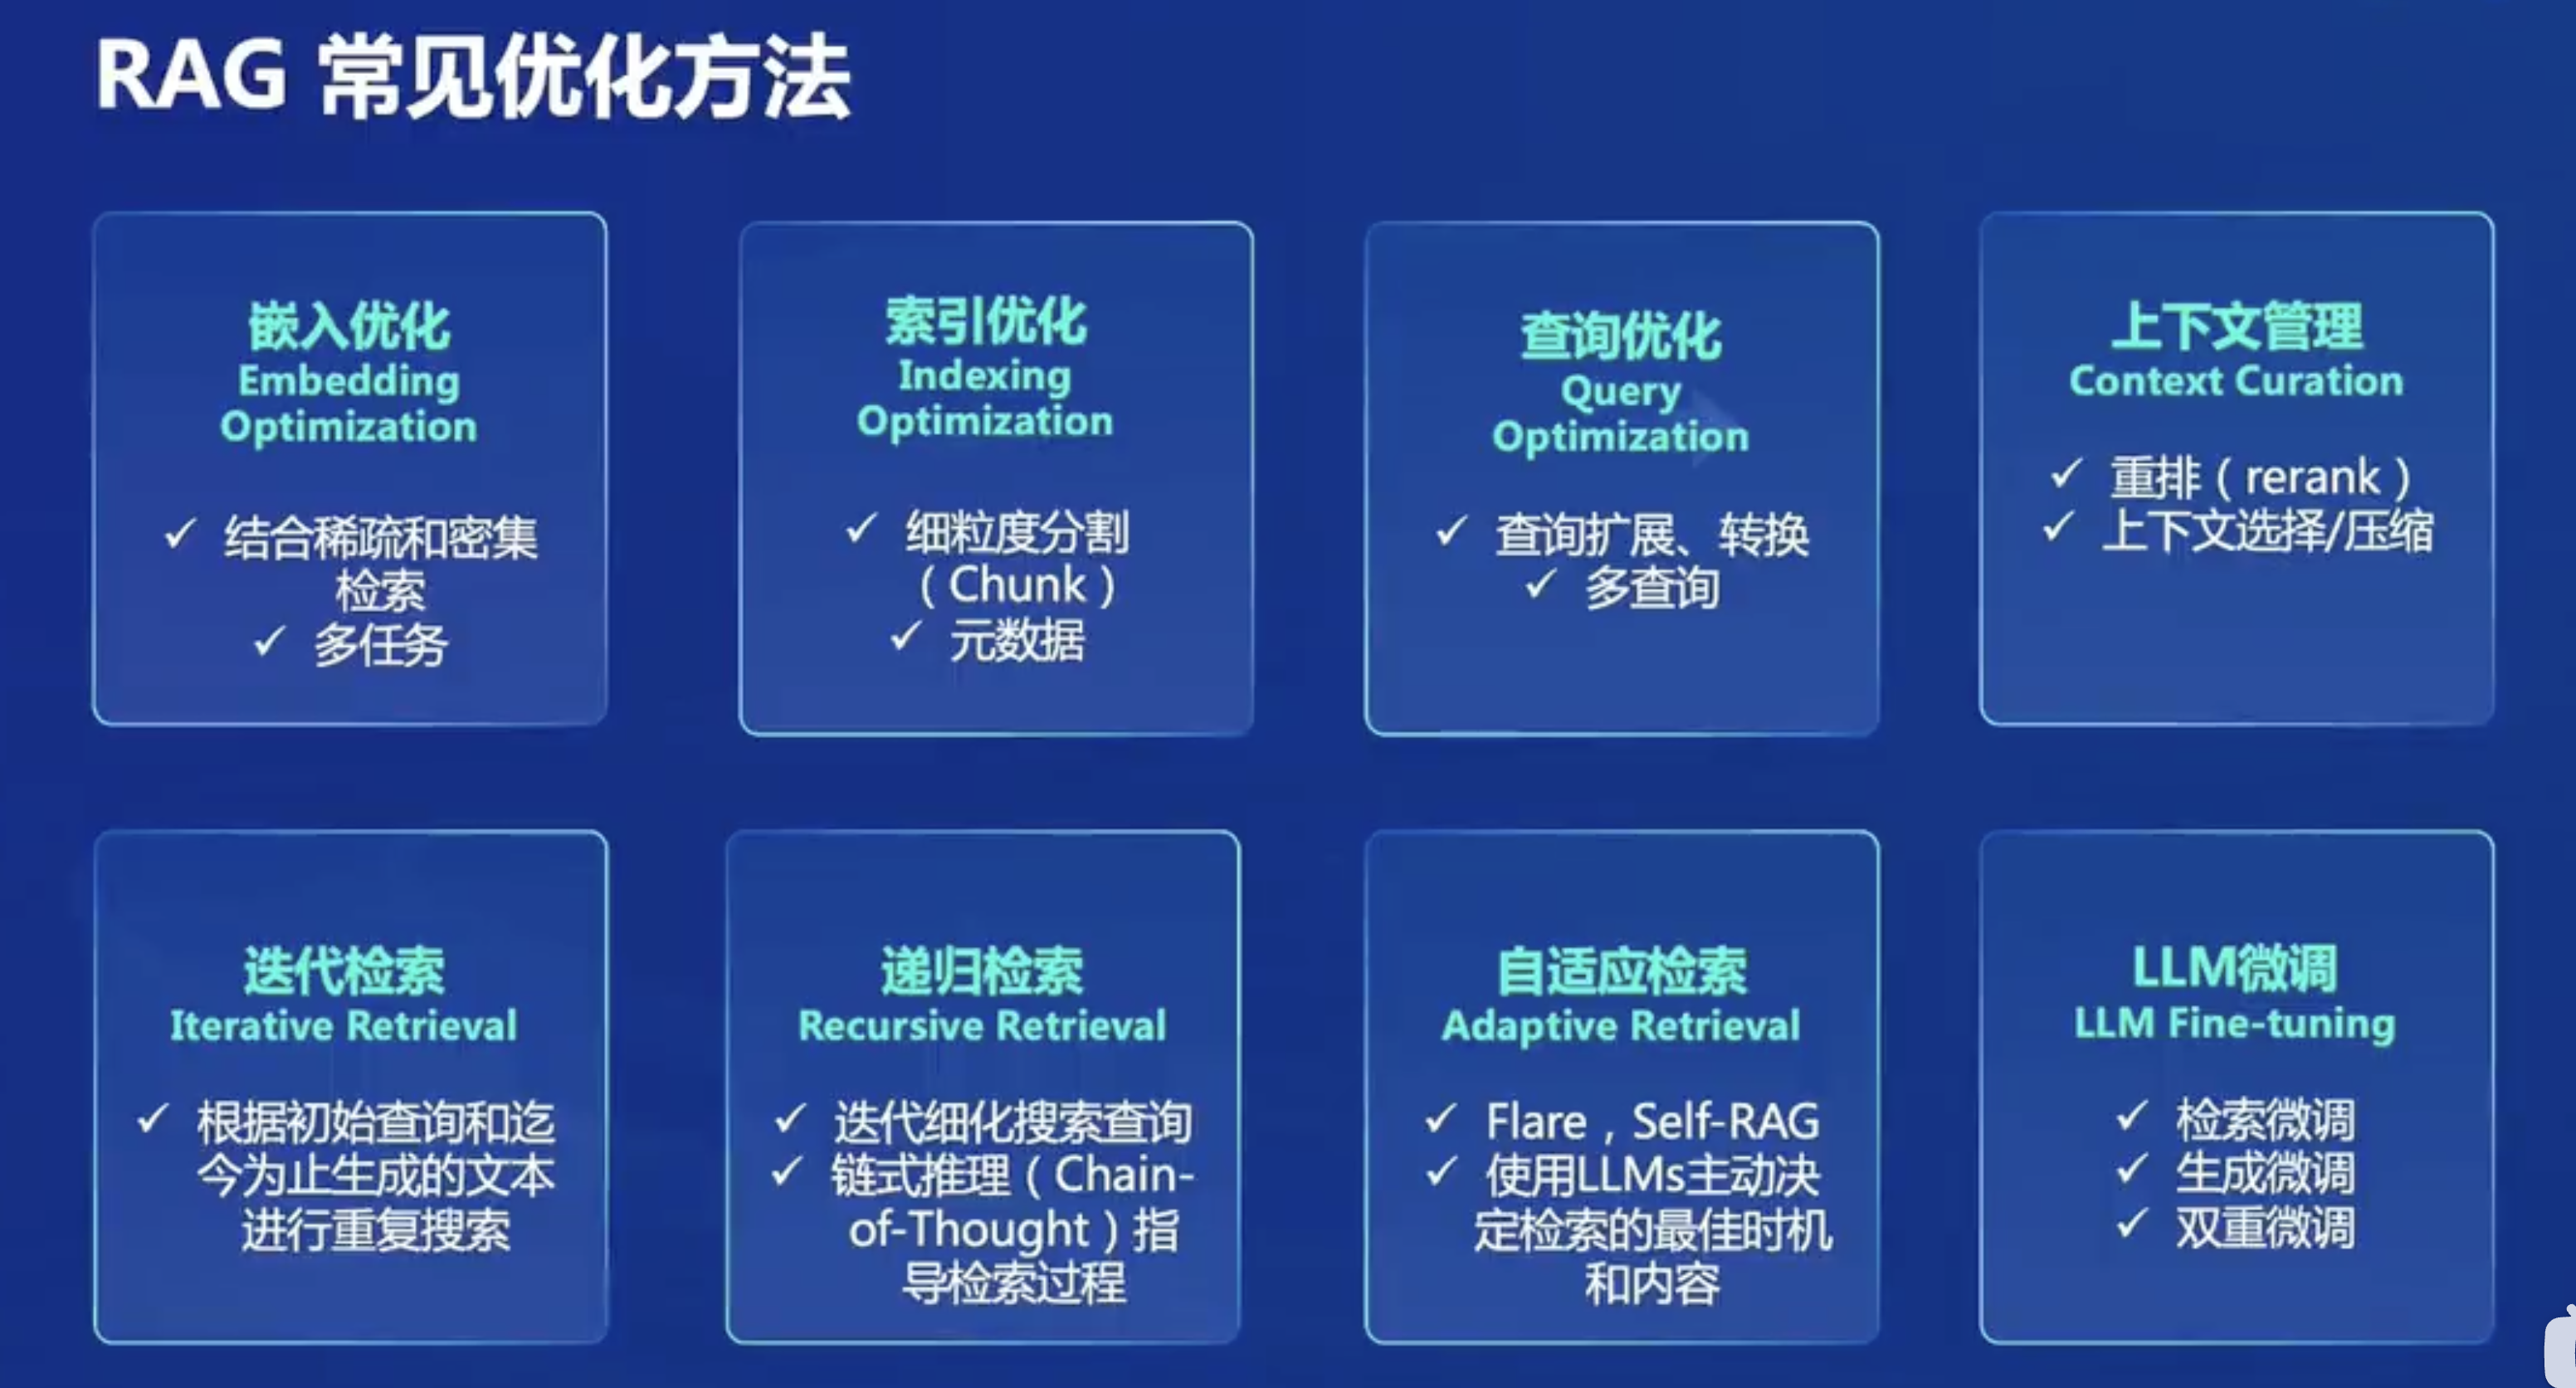 RAG 常见优化方法
嵌入优化
Embedding
Optimization
✓ 结合稀疏和密集
检索
✓ 多任务
索引优化
Indexing
Optimization
✓ 细粒度分割
（Chunk）
✓ 元数据
查询优化
Query
Optimization
✓ 查询扩展、转换
✓ 多查询
上下文管理
Context Curation
✓ 重排（rerank）
✓ 上下文选择/压缩
迭代检索
Iterative Retrieval
✓ 根据初始查询和迄
今为止生成的文本
进行重复搜索
递归检索
Recursive Retrieval
✓ 迭代细化搜索查询
✓ 链式推理（Chain-
of-Thought）指
导检索过程
自适应检索
Adaptive Retrieval
✓ Flare，Self-RAG
✓ 使用LLMs主动决
定检索的最佳时机
和内容
LLM微调
LLM Fine-tuning
✓ 检索微调
✓ 生成微调
✓ 双重微调